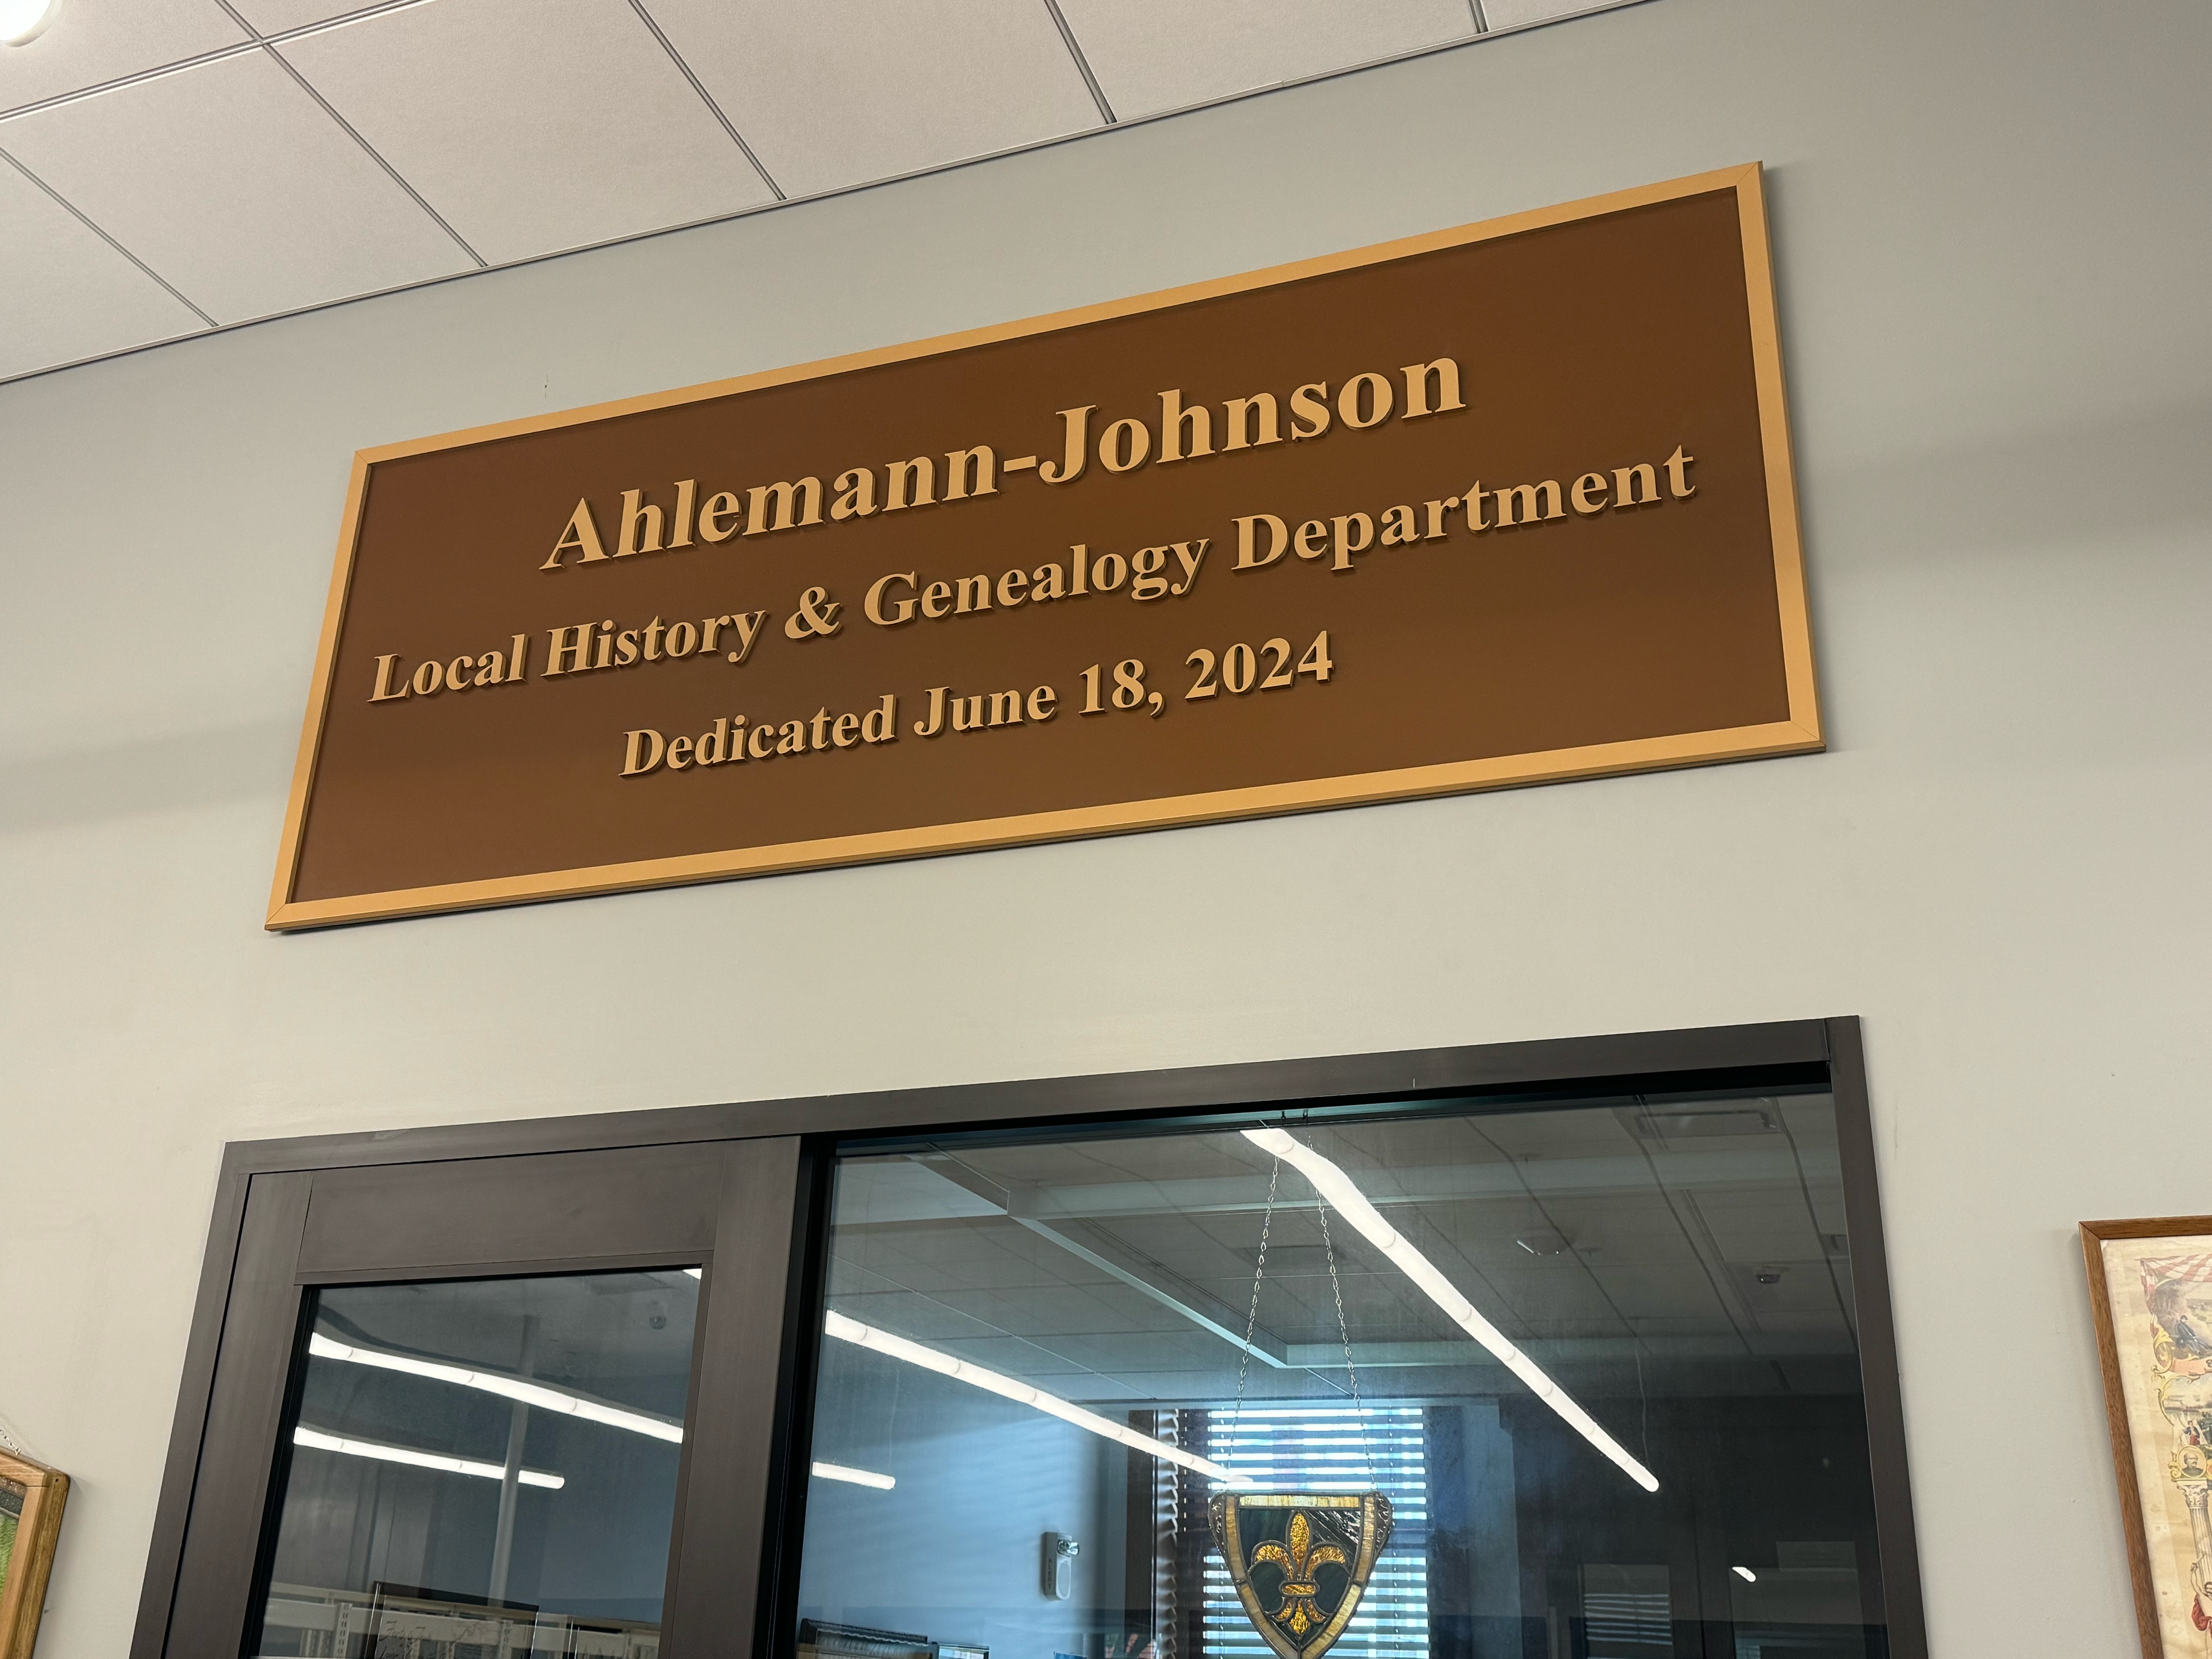 Ahlemann-Johnson
Local History & Genealogy Department
Dedicated June 18, 2024